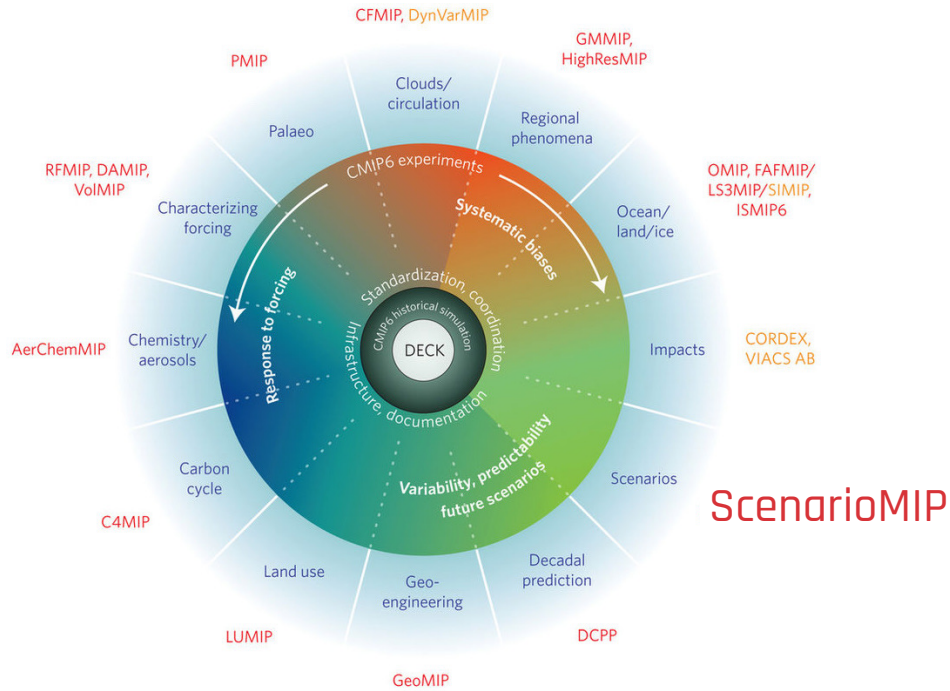 CFMIP, DynVarMIP
GMMIP,
HighResMIP
PMIP
Clouds/
circulation
Regional
phenomena
Palaeo
RFMIP, DAMIP,
VolMIP
OMIP, FAFMIP/
LS3MIP/SIMIP,
ISMIP6
Characterizing
forcing
Ocean/
land/ice
CMIP6 experiments
Systematic biases
Response to forcing
Standardization, coordination
Infrastructure, documentation
CMIP6 historical simulation
DECK
AerChemMIP
Chemistry/
aerosols
Impacts
CORDEX,
VIACS AB
Variability, predictability
future scenarios
Carbon
cycle
Scenarios
ScenarioMIP
C4MIP
Land use
Geo-
engineering
Decadal
prediction
LUMIP
DCPP
GeoMIP